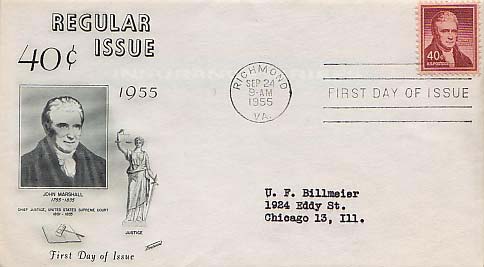 REGULAR
ISSUE
40¢
1955
RICHMOND
SEP 24
9-AM
1955
VA.
FIRST DAY OF ISSUE
40¢
U.S. POSTAGE
JOHN MARSHALL
1755 - 1835
CHIEF JUSTICE, UNITED STATES SUPREME COURT
1801 - 1835
JUSTICE
First Day of Issue
U. F. Billmeier
1924 Eddy St.
Chicago 13, Ill.